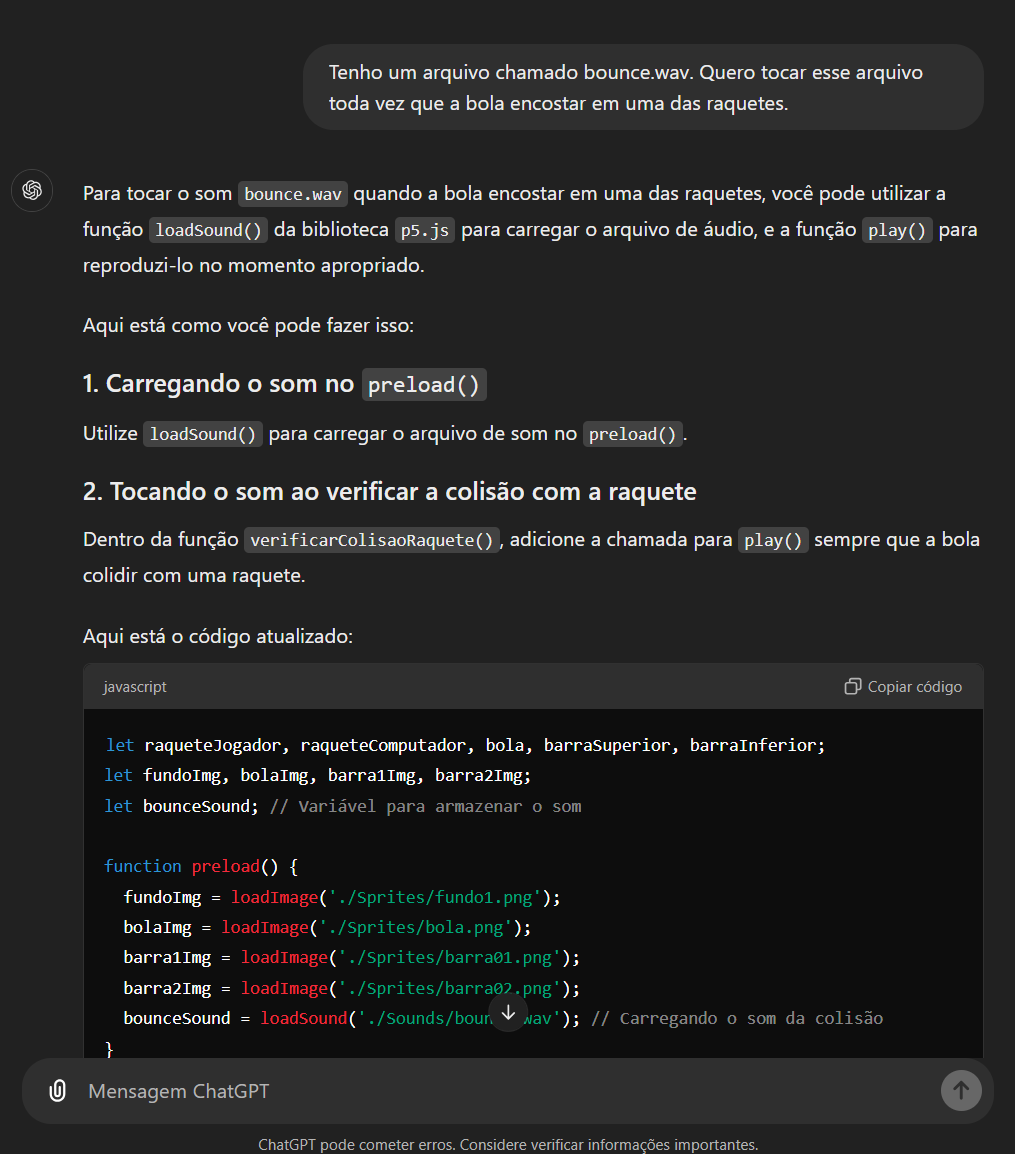 Tenho um arquivo chamado bounce.wav. Quero tocar esse arquivo
toda vez que a bola encostar em uma das raquetes.
Para tocar o som bounce.wav quando a bola encostar em uma das raquetes, você pode utilizar a
função loadSound() da biblioteca p5.js para carregar o arquivo de áudio, e a função play() para
reproduzi-lo no momento apropriado.
Aqui está como você pode fazer isso:
1. Carregando o som no preload()
Utilize loadSound() para carregar o arquivo de som no preload().
2. Tocando o som ao verificar a colisão com a raquete
Dentro da função verificarColisaoRaquete(), adicione a chamada para play() sempre que a bola
colidir com uma raquete.
Aqui está o código atualizado:
javascript
Copiar código
let raqueteJogador, raqueteComputador, bola, barraSuperior, barraInferior;
let fundoImg, bolaImg, barra1Img, barra2Img;
let bounceSound; // Variável para armazenar o som
function preload() {
fundoImg = loadImage('./Sprites/fundo1.png');
bolaImg = loadImage('./Sprites/bola.png');
barra1Img = loadImage('./Sprites/barra01.png');
barra2Img = loadImage('./Sprites/barra02.png');
bounceSound = loadSound('./Sounds/boun wav'); // Carregando o som da colisão
}
Mensagem ChatGPT
ChatGPT pode cometer erros. Considere verificar informações importantes.